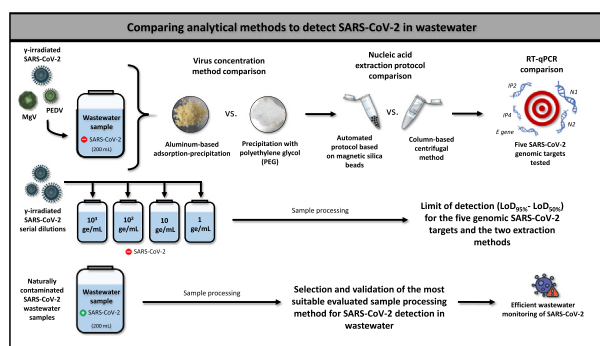 Comparing analytical methods to detect SARS-CoV-2 in wastewater
γ-irradiated
SARS-CoV-2
MgV
PEDV
Wastewater
sample
SARS-CoV-2
(200 mL)
Virus concentration
method comparison
Aluminum-based
adsorption-precipitation
VS.
Precipitation with
polyethylene glycol
(PEG)
Nucleic acid
extraction protocol
comparison
Automated
protocol based
on magnetic silica
beads
VS.
Column-based
centrifugal
method
RT-qPCR
comparison
IP2
N1
IP4
N2
E gene
Five SARS-CoV-2
genomic targets
tested
γ-irradiated
SARS-CoV-2
serial dilutions
10³
ge/mL
10²
ge/mL
10
ge/mL
1
ge/mL
SARS-CoV-2
Sample processing
Limit of detection (LoD95%- LoD50%)
for the five genomic SARS-CoV-2
targets and the two extraction
methods
Naturally
contaminated
SARS-CoV-2
wastewater
samples
Wastewater
sample
SARS-CoV-2
(200 mL)
Sample processing
Selection and validation of the most
suitable evaluated sample processing
method for SARS-CoV-2 detection in
wastewater
Efficient wastewater
monitoring of SARS-CoV-2